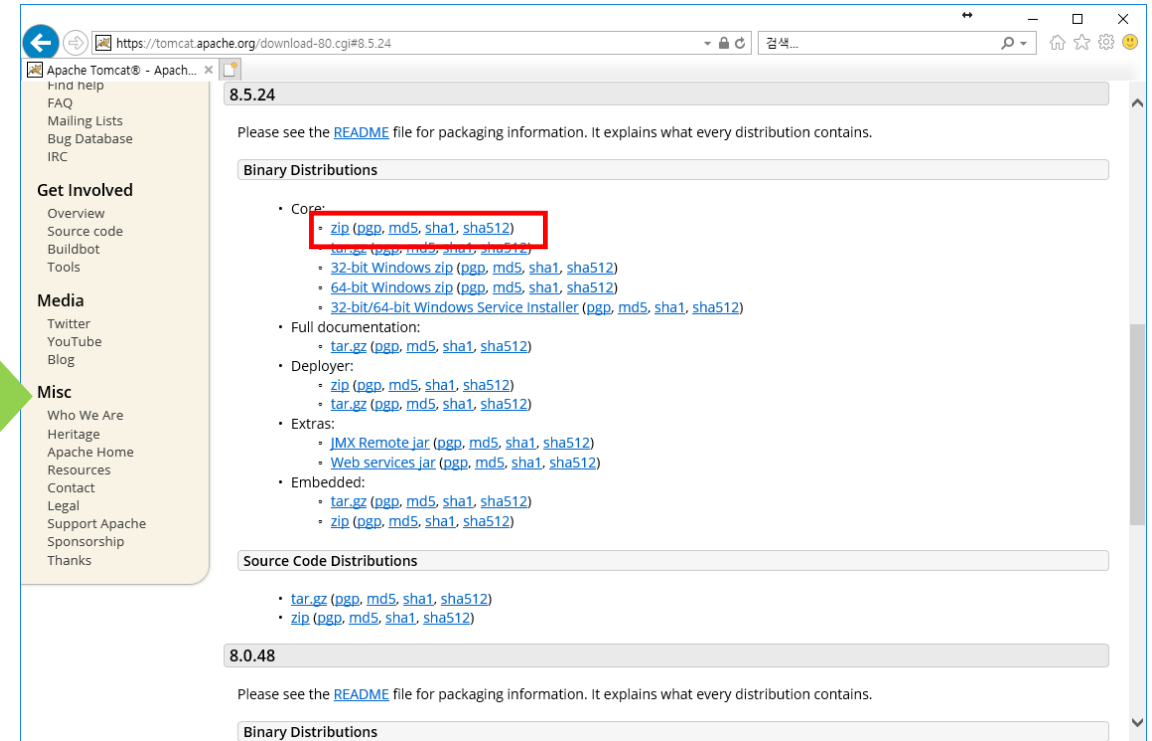 https://tomcat.apache.org/download-80.cgi#8.5.24
검색...
Apache Tomcat® - Apach...
Find help
FAQ
Mailing Lists
Bug Database
IRC
Get Involved
Overview
Source code
Buildbot
Tools
Media
Twitter
YouTube
Blog
Misc
Who We Are
Heritage
Apache Home
Resources
Contact
Legal
Support Apache
Sponsorship
Thanks
8.5.24
Please see the README file for packaging information. It explains what every distribution contains.
Binary Distributions
• Core:
◦ zip (pgp, md5, sha1, sha512)
◦ tar.gz (pgp, md5, sha1, sha512)
◦ 32-bit Windows zip (pgp, md5, sha1, sha512)
◦ 64-bit Windows zip (pgp, md5, sha1, sha512)
◦ 32-bit/64-bit Windows Service Installer (pgp, md5, sha1, sha512)
• Full documentation:
◦ tar.gz (pgp, md5, sha1, sha512)
• Deployer:
◦ zip (pgp, md5, sha1, sha512)
◦ tar.gz (pgp, md5, sha1, sha512)
• Extras:
◦ JMX Remote jar (pgp, md5, sha1, sha512)
◦ Web services jar (pgp, md5, sha1, sha512)
• Embedded:
◦ tar.gz (pgp, md5, sha1, sha512)
◦ zip (pgp, md5, sha1, sha512)
Source Code Distributions
• tar.gz (pgp, md5, sha1, sha512)
• zip (pgp, md5, sha1, sha512)
8.0.48
Please see the README file for packaging information. It explains what every distribution contains.
Binary Distributions